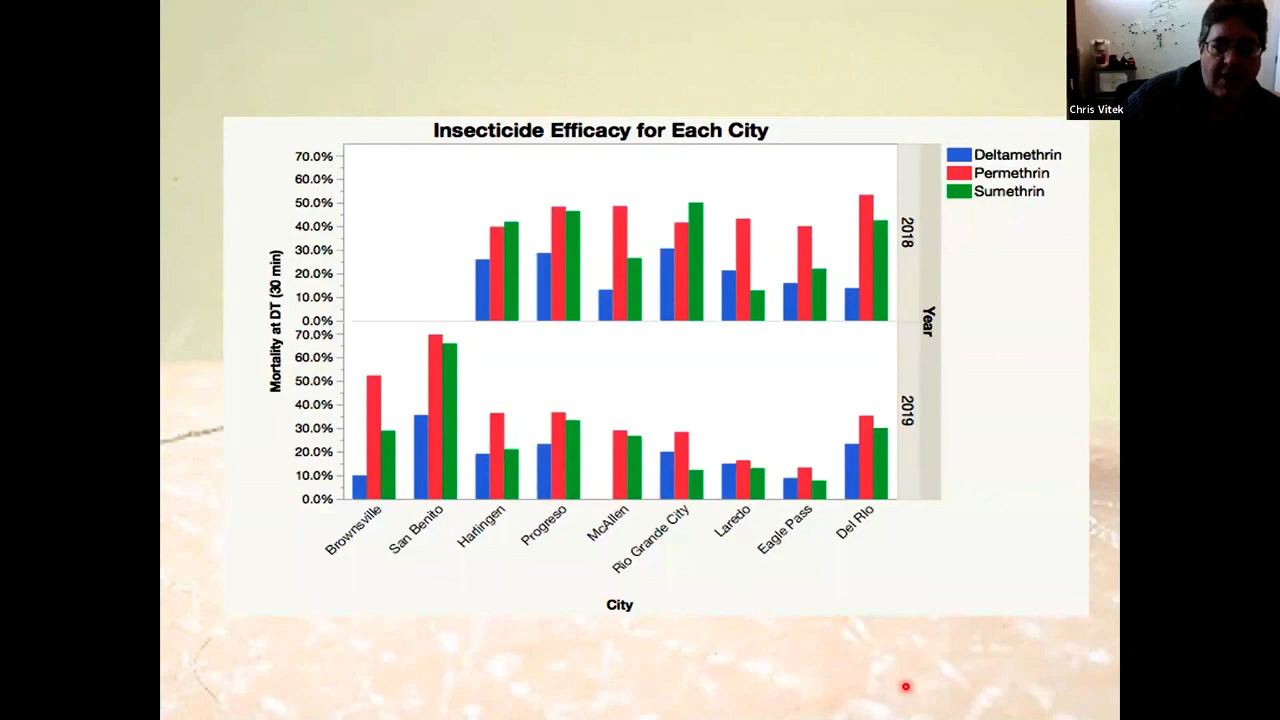 Chris Vitek
Insecticide Efficacy for Each City
Deltamethrin
Permethrin
Sumethrin
Mortality at DT (30 min)
70.0%
60.0%
50.0%
40.0%
30.0%
20.0%
10.0%
0.0%
2018
70.0%
60.0%
50.0%
40.0%
30.0%
20.0%
10.0%
0.0%
2019
Year
Brownsville
San Benito
Harlingen
Progreso
McAllen
Rio Grande City
Laredo
Eagle Pass
Del RIo
City